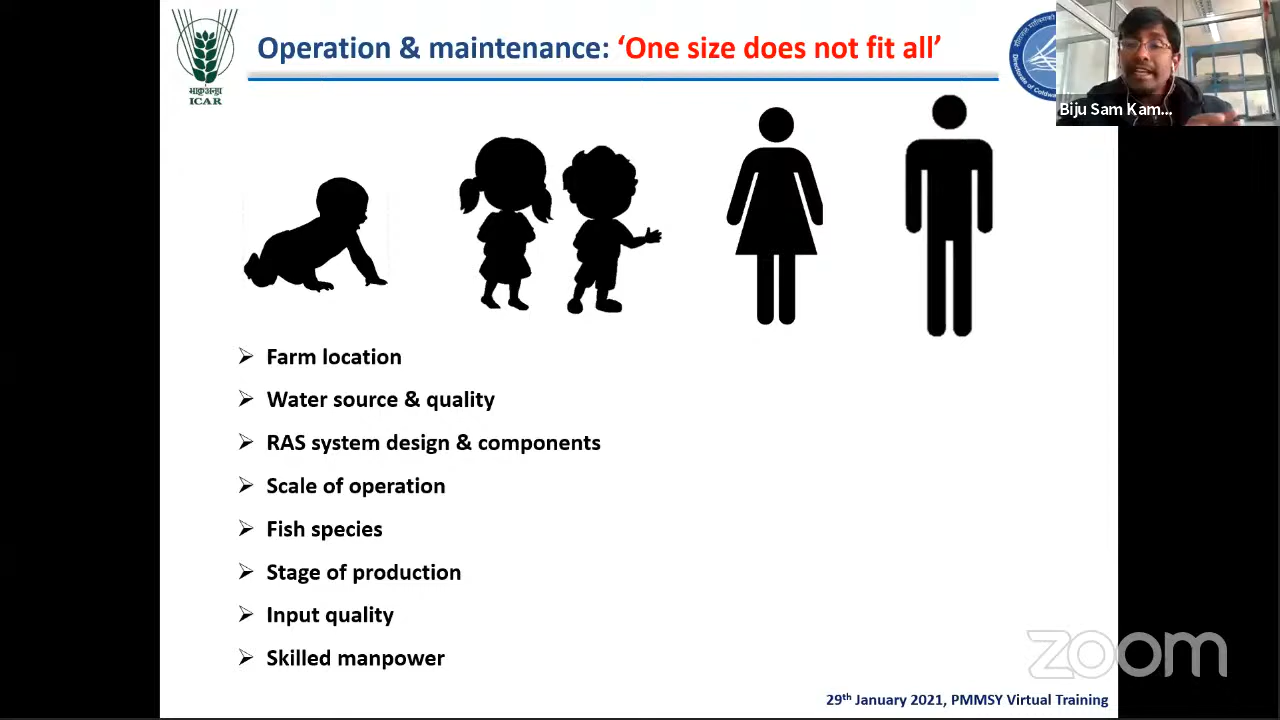 Operation & maintenance: ‘One size does not fit all’
भाकृअनुप
ICAR
Biju Sam Kam...
➢ Farm location
➢ Water source & quality
➢ RAS system design & components
➢ Scale of operation
➢ Fish species
➢ Stage of production
➢ Input quality
➢ Skilled manpower
zoom
29th January 2021, PMMSY Virtual Training